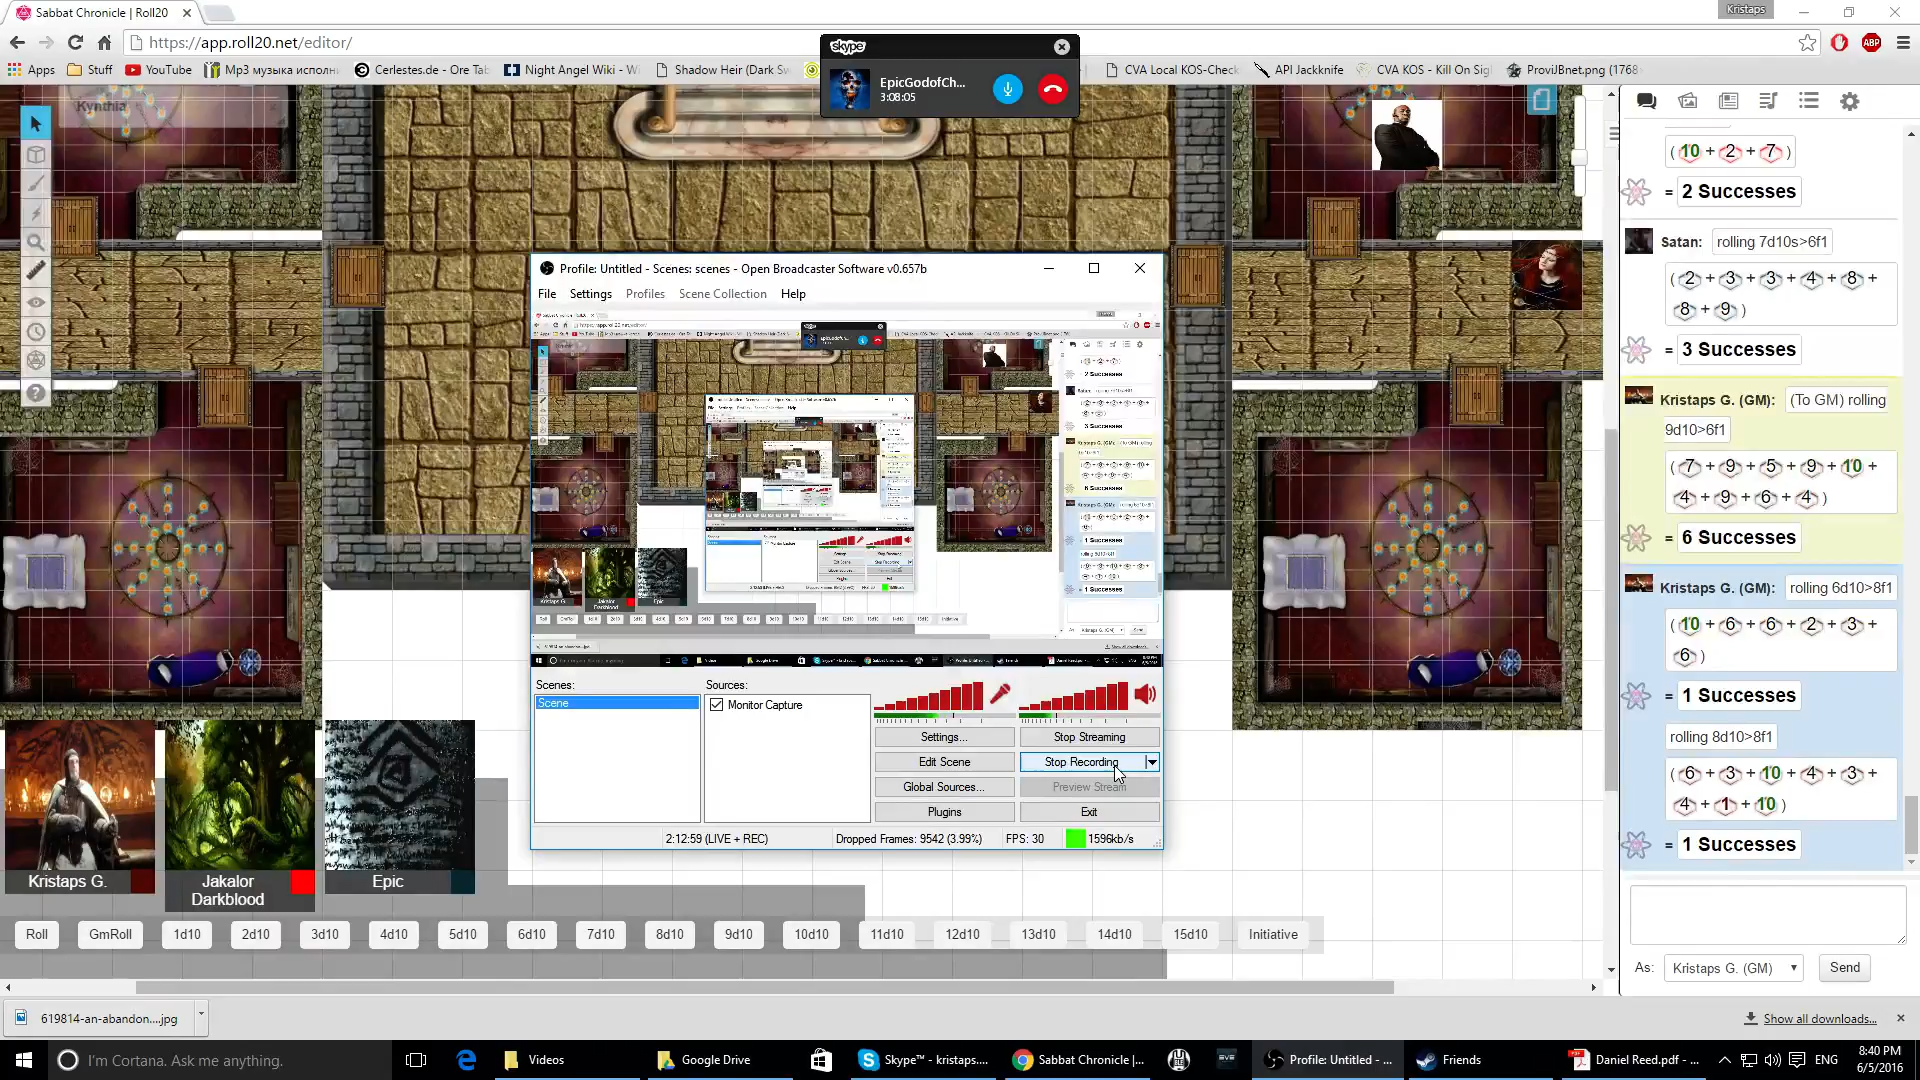 Sabbat Chronicle | Roll20
Kristaps
https://app.roll20.net/editor/
Apps
Stuff
YouTube
Mp3 музыка исполни
Cerlestes.de - Ore Tab
Night Angel Wiki - Wi
Shadow Heir (Dark Sw
CVA Local KOS-Check
API Jackknife
CVA KOS - Kill On Sig
ProviJBnet.png (1768
ABP
skype
EpicGodofCh...
3:08:05
Kynthia
(10+2+7)
= 2 Successes
Satan: rolling 7d10s>6f1
(2+3+3+4+8+
8+9)
= 3 Successes
Kristaps G. (GM): (To GM) rolling
9d10>6f1
(7+9+5+9+10+
4+9+6+4)
= 6 Successes
Kristaps G. (GM): rolling 6d10>8f1
(10+6+6+2+3+
6)
= 1 Successes
rolling 8d10>8f1
(6+3+10+4+3+
4+1+10)
= 1 Successes
As: Kristaps G. (GM)
Send
Profile: Untitled - Scenes: scenes - Open Broadcaster Software v0.657b
File
Settings
Profiles
Scene Collection
Help
Scenes:
Scene
Sources:
Monitor Capture
Settings...
Stop Streaming
Edit Scene
Stop Recording
Global Sources...
Preview Stream
Plugins
Exit
2:12:59 (LIVE + REC)
Dropped Frames: 9542 (3.99%)
FPS: 30
1596kb/s
Kristaps G.
Jakalor
Darkblood
Epic
Roll
GmRoll
1d10
2d10
3d10
4d10
5d10
6d10
7d10
8d10
9d10
10d10
11d10
12d10
13d10
14d10
15d10
Initiative
619814-an-abandon....jpg
Show all downloads...
I'm Cortana. Ask me anything.
Videos
Google Drive
Skype™ - kristaps....
Sabbat Chronicle |...
Profile: Untitled - ...
Friends
Daniel Reed.pdf - ...
ENG
8:40 PM
6/5/2016